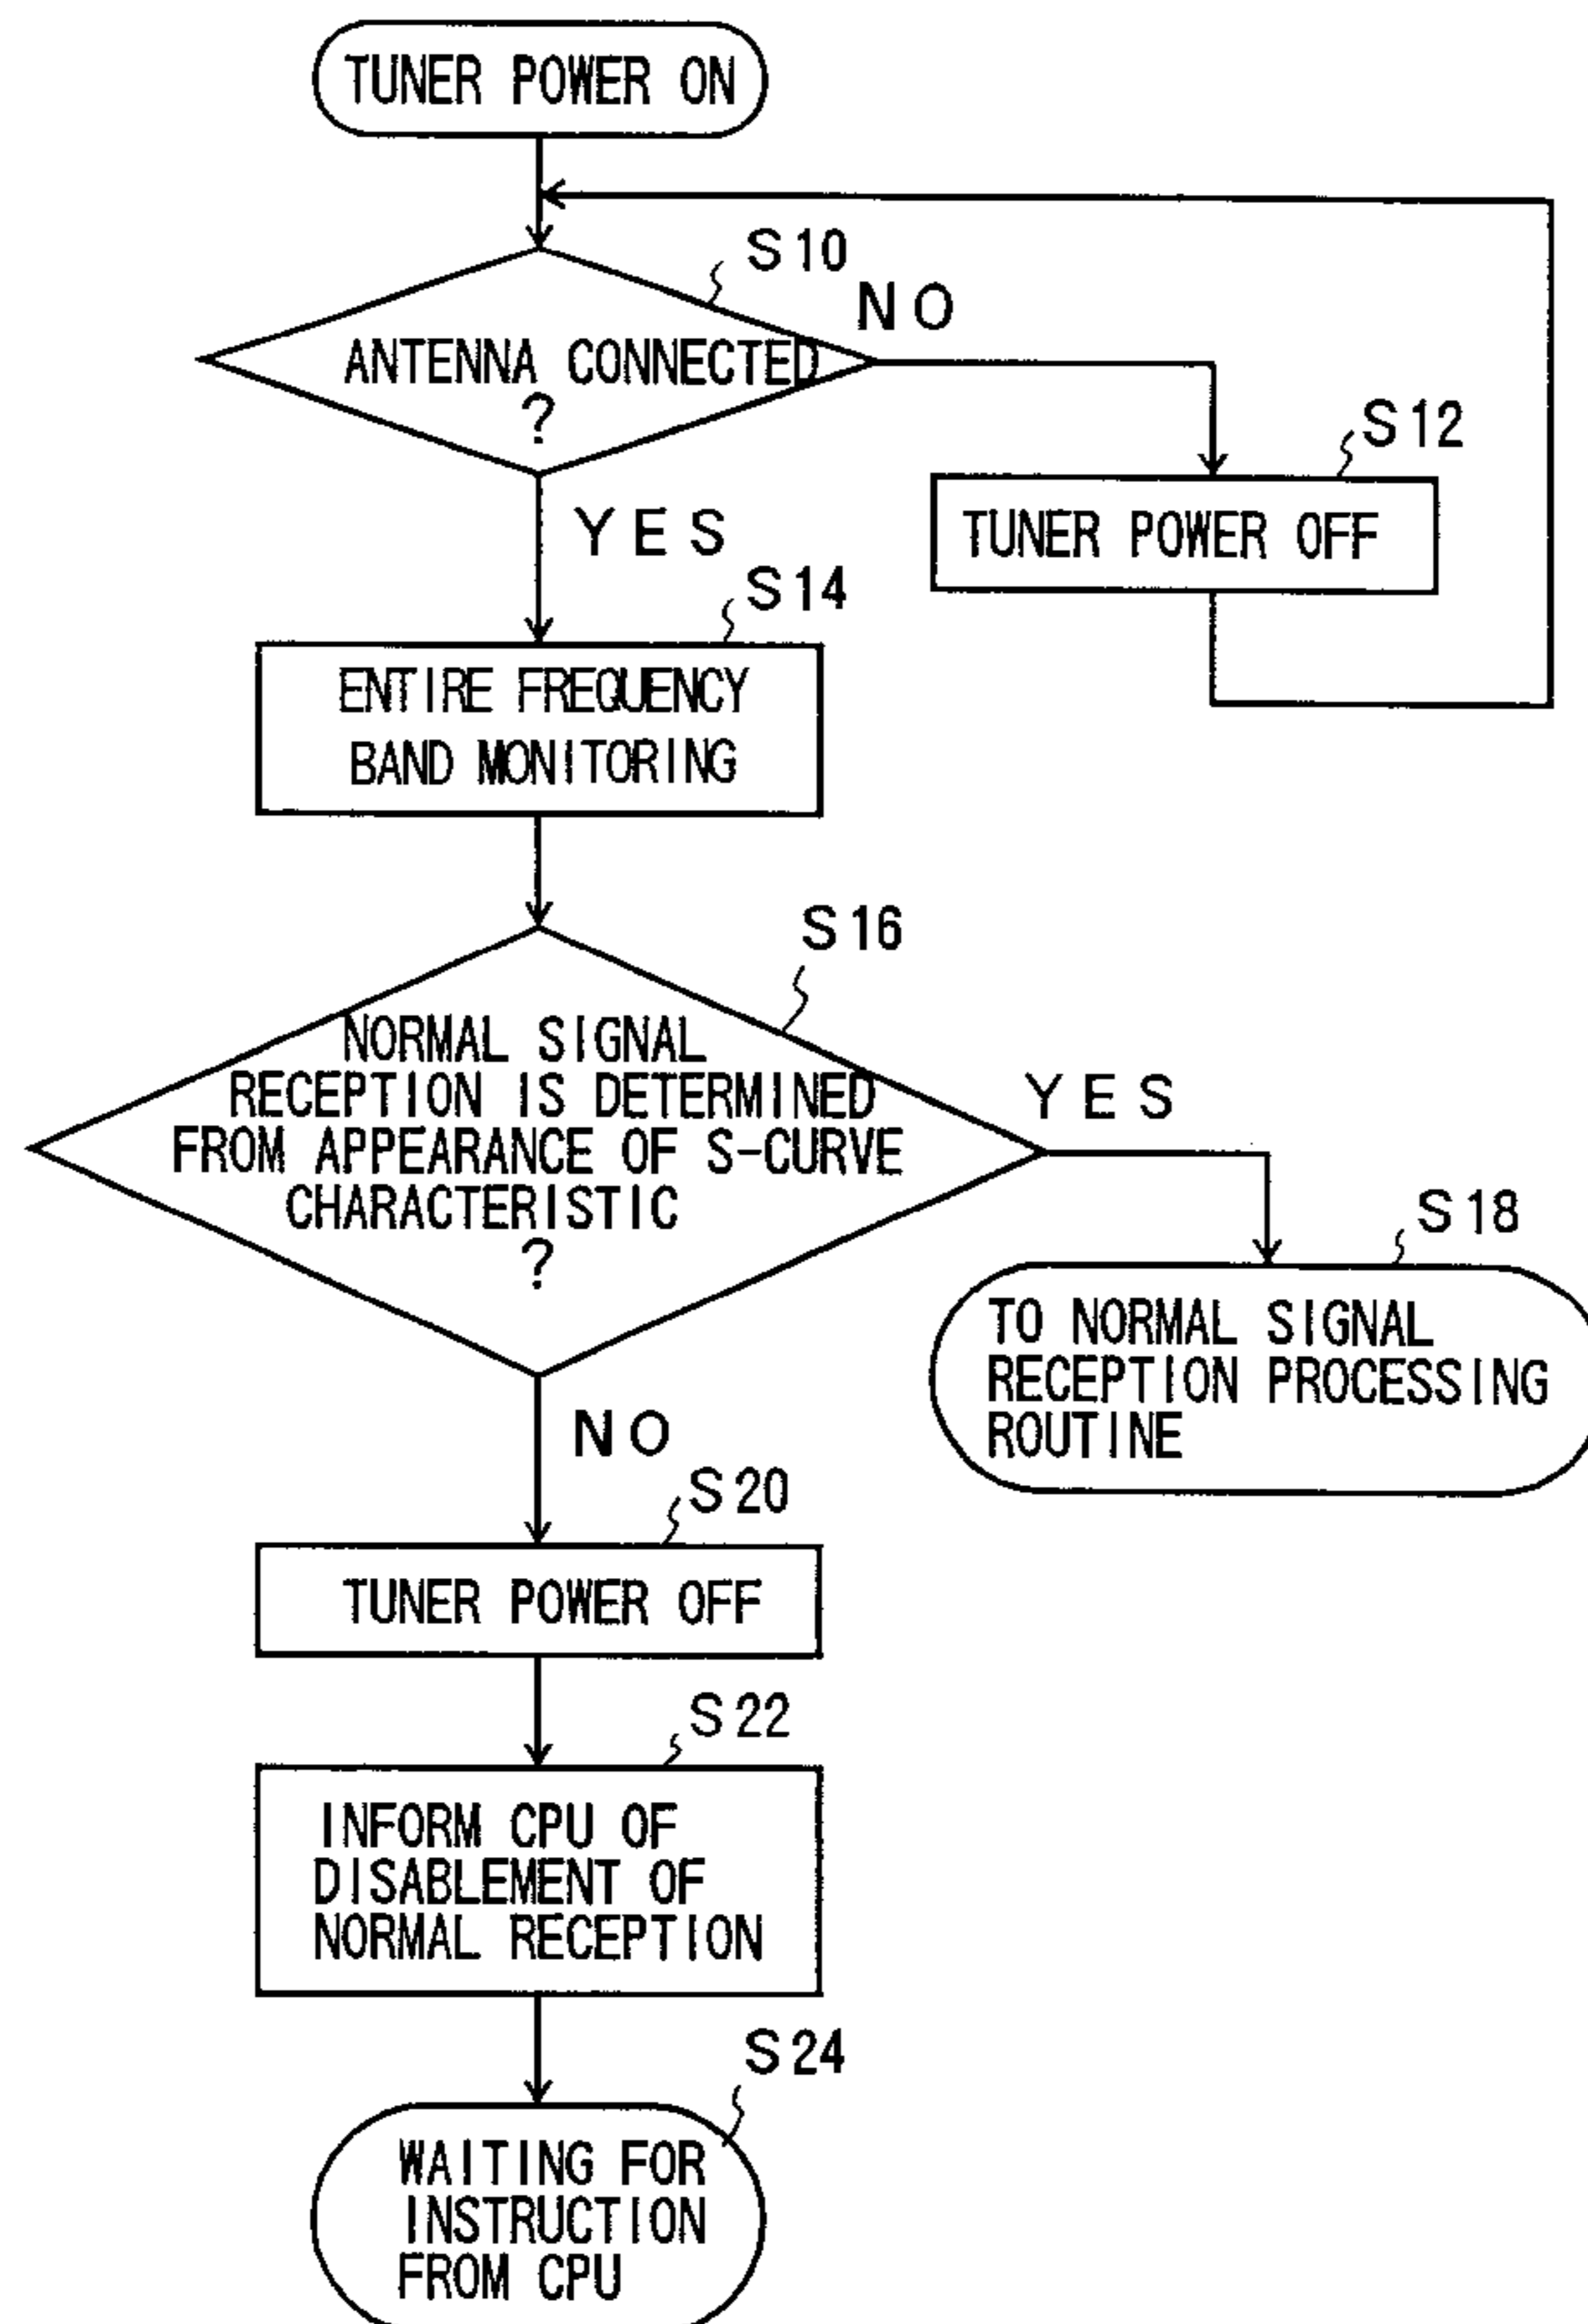 TUNER POWER ON
S10
NO
ANTENNA CONNECTED
?
S12
YES
TUNER POWER OFF
S14
ENTIRE FREQUENCY
BAND MONITORING
S16
NORMAL SIGNAL
RECEPTION IS DETERMINED
FROM APPEARANCE OF S-CURVE
CHARACTERISTIC
?
YES
S18
TO NORMAL SIGNAL
RECEPTION PROCESSING
ROUTINE
NO
S20
TUNER POWER OFF
S22
INFORM CPU OF
DISABLEMENT OF
NORMAL RECEPTION
S24
WAITING FOR
INSTRUCTION
FROM CPU